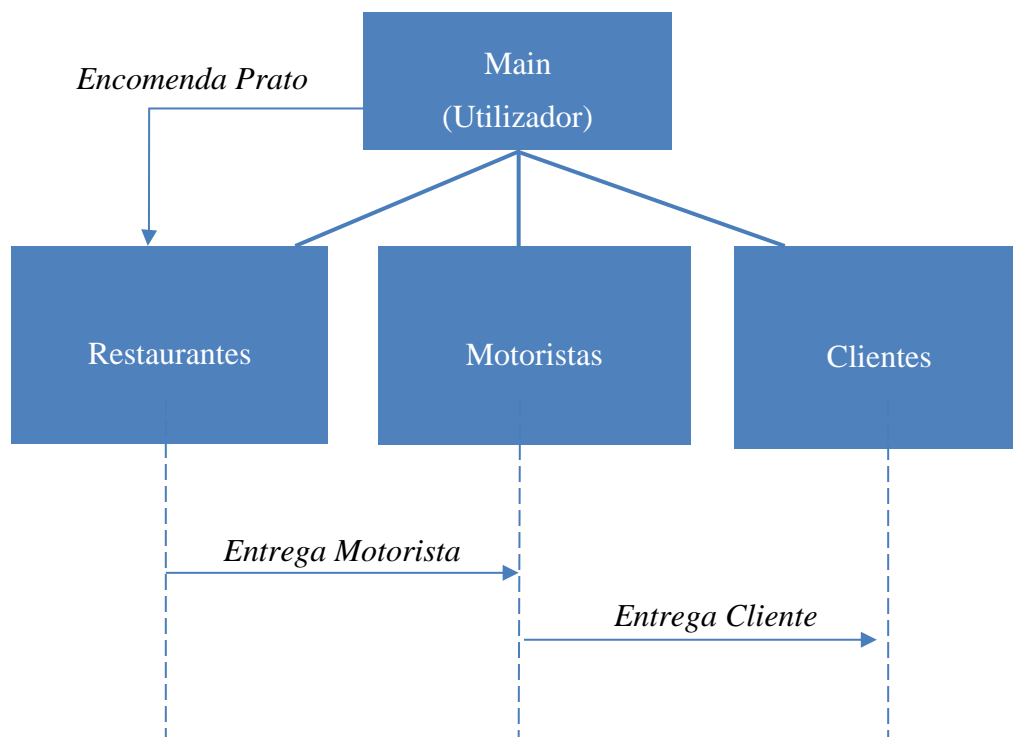 Main
(Utilizador)
Encomenda Prato
Restaurantes
Motoristas
Clientes
Entrega Motorista
Entrega Cliente